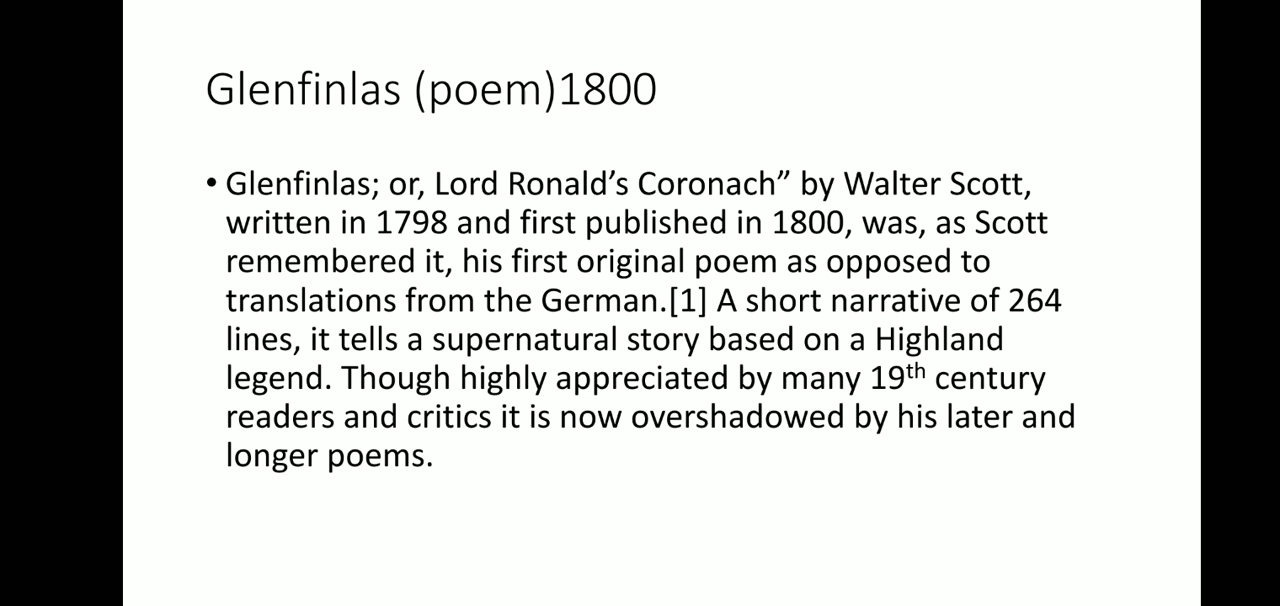 Glenfinlas (poem)1800
• Glenfinlas; or, Lord Ronald’s Coronach” by Walter Scott,
written in 1798 and first published in 1800, was, as Scott
remembered it, his first original poem as opposed to
translations from the German.[1] A short narrative of 264
lines, it tells a supernatural story based on a Highland
legend. Though highly appreciated by many 19th century
readers and critics it is now overshadowed by his later and
longer poems.